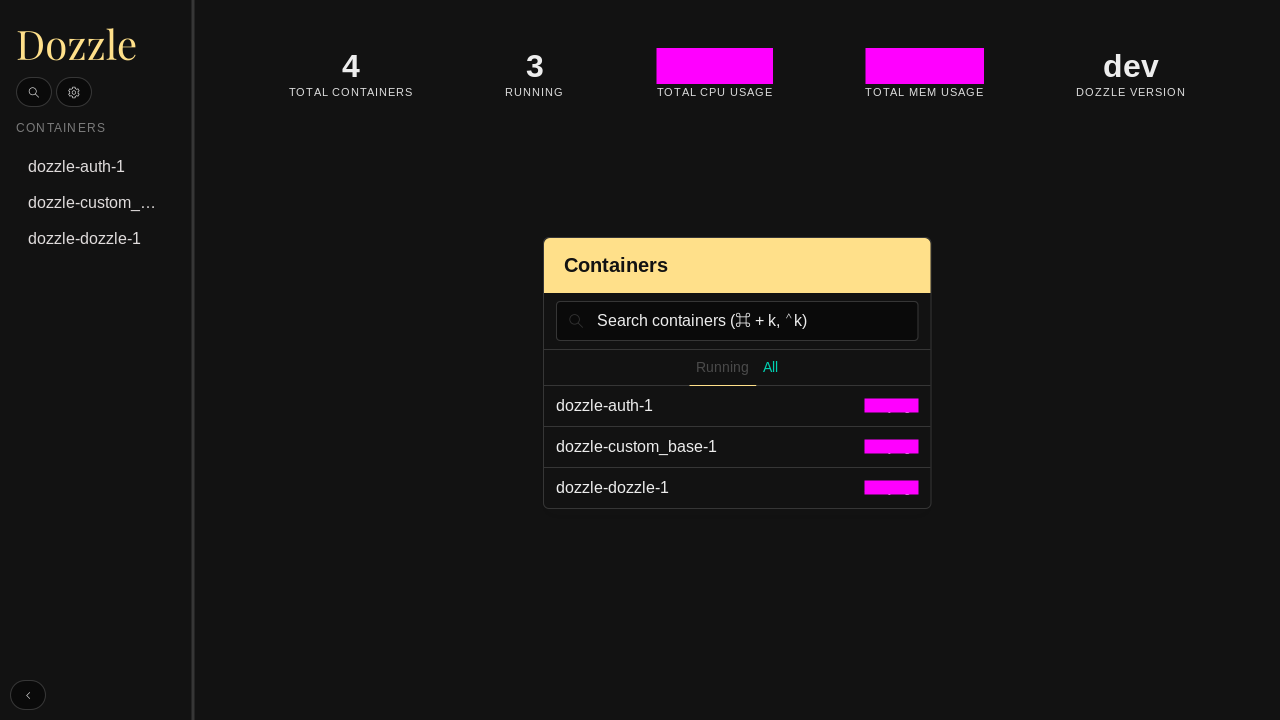 Dozzle
CONTAINERS
dozzle-auth-1
dozzle-custom_…
dozzle-dozzle-1
4
TOTAL CONTAINERS
3
RUNNING
TOTAL CPU USAGE
TOTAL MEM USAGE
dev
DOZZLE VERSION
Containers
Search containers (⌘ + k, ⌃k)
Running All
dozzle-auth-1
dozzle-custom_base-1
dozzle-dozzle-1